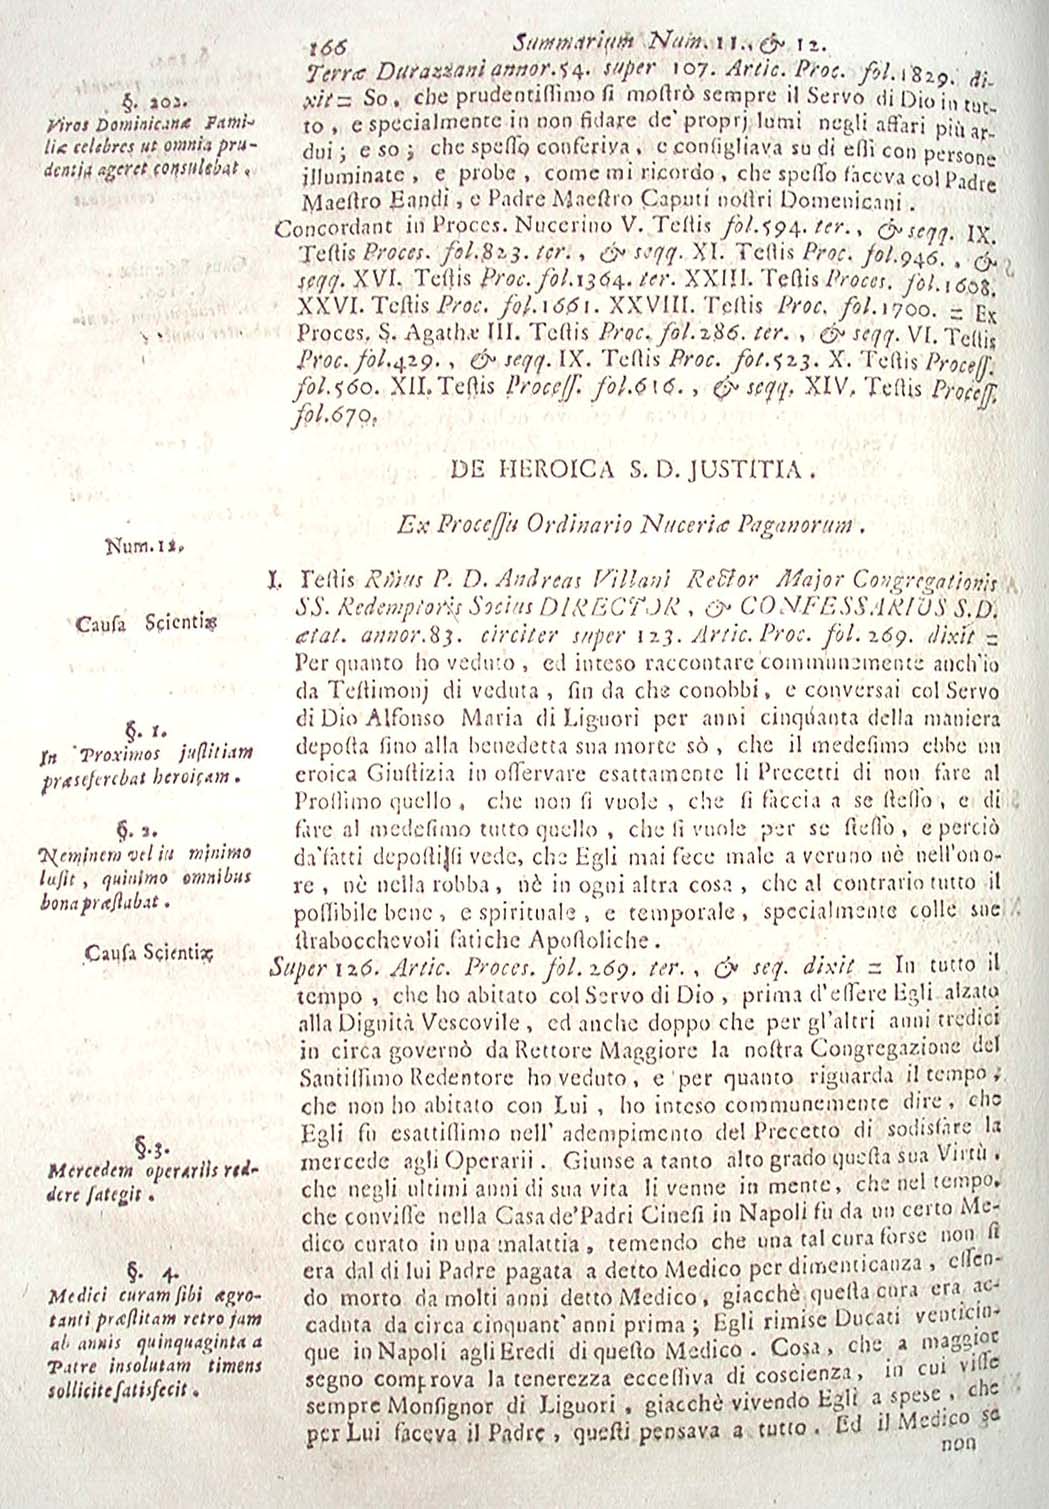 166 Summarium Num. 11., & 12.
Terræ Durazzani annor. 54. super 107. Artic. Proc. fol. 1829. di-
xit = So, che prudentiſſimo ſi moſtrò sempre il Servo di Dio in tut-
to, e specialmente in non fidare de' proprj lumi negli affari più ar-
dui; e so; che speſſo conferiva, e conſigliava su di eſſi con persone
illuminate, e probe, come mi ricordo, che speſſo faceva col Padre
Maeſtro Eandi, e Padre Maeſtro Caputi noſtri Domenicani.
Concordant in Proces. Nucerino V. Teſtis fol. 594. ter., & seqq. IX.
Teſtis Proces. fol. 823. ter., & seqq. XI. Teſtis Proc. fol. 946., &
seqq. XVI. Teſtis Proc. fol. 1364. ter. XXIII. Teſtis Proces. fol. 1608.
XXVI. Teſtis Proc. fol. 1661. XXVIII. Teſtis Proc. fol. 1700. = Ex
Proces. S. Agathæ III. Teſtis Proc. fol. 286. ter., & seqq. VI. Teſtis
Proc. fol. 429., & seqq. IX. Teſtis Proc. fol. 523. X. Teſtis Proceſſ.
fol. 560. XII. Teſtis Proceſſ. fol. 616., & seqq. XIV. Teſtis Proceſſ.
fol. 670.
§. 202.
Viros Dominicanæ Fami-
liæ celebres ut omnia pru-
dentia ageret consulebat.
DE HEROICA S. D. JUSTITIA.
Ex Proceſſu Ordinario Nuceriæ Paganorum.
Num. 12.
I. Teſtis Rm̃us P. D. Andreas Villani Rector Major Congregationis
SS. Redemptoris Socius DIRECTOR, & CONFESSARIUS S. D.
ætat. annor. 83. circiter super 123. Artic. Proc. fol. 269. dixit =
Per quanto ho veduto, ed inteso raccontare communemente anch'io
da Teſtimonj di veduta, ſin da che conobbi, e conversai col Servo
di Dio Alfonso Maria di Liguori per anni cinquanta della maniera
depoſta ſino alla benedetta sua morte sò, che il medeſimo ebbe un
eroica Giuſtizia in oſſervare esattamente li Precetti di non fare al
Proſſimo quello, che non ſi vuole, che ſi faccia a se ſteſſo, e di
fare al medeſimo tutto quello, che ſi vuole per se ſteſſo, e perciò
da'fatti depoſti ſi vede, che Egli mai fece male a veruno nè nell'ono-
re, nè nella robba, nè in ogni altra cosa, che al contrario tutto il
poſſibile bene, e spirituale, e temporale, specialmente colle sue
ſtrabocchevoli fatiche Apoſtoliche.
Super 126. Artic. Proces. fol. 269. ter., & seq. dixit = In tutto il
tempo, che ho abitato col Servo di Dio, prima d'eſſere Egli alzato
alla Dignità Vescovile, ed anche doppo che per gl'altri anni tredici
in circa governò da Rettore Maggiore la noſtra Congregazione del
Santiſſimo Redentore ho veduto, e per quanto riguarda il tempo,
che non ho abitato con Lui, ho inteso communemente dire, che
Egli fù esattiſſimo nell' adempimento del Precetto di sodisfare la
mercede agli Operarii. Giunse a tanto alto grado queſta sua Virtù,
che negli ultimi anni di sua vita li venne in mente, che nel tempo,
che conviſſe nella Casa de' Padri Cineſi in Napoli fù da un certo Me-
dico curato in una malattia, temendo che una tal cura forse non ſi
era dal di lui Padre pagata a detto Medico per dimenticanza, eſſen-
do morto da molti anni detto Medico, giacchè queſta cura era ac-
caduta da circa cinquant' anni prima; Egli rimise Ducati venticin-
que in Napoli agli Eredi di queſto Medico. Cosa, che a maggior
segno comprova la tenerezza ecceſſiva di coscienza, in cui viſſe
sempre Monſignor di Liguori, giacchè vivendo Egli a spese, che
per Lui faceva il Padre, queſti pensava a tutto. Ed il Medico se
non
Cauſa Scientiæ
§. 1.
In Proximos juſtitiam
præseferebat heroicam.
§. 2.
Neminem vel in minimo
luſit, quinimo omnibus
bona præſtabat.
Cauſa Scientiæ
§. 3.
Mercedem operariis red-
dere ſategit.
§. 4.
Medici curam ſibi ægro-
tanti præſtitam retro jam
ab annis quinquaginta a
Patre insolutam timens
sollicite ſatisfecit.